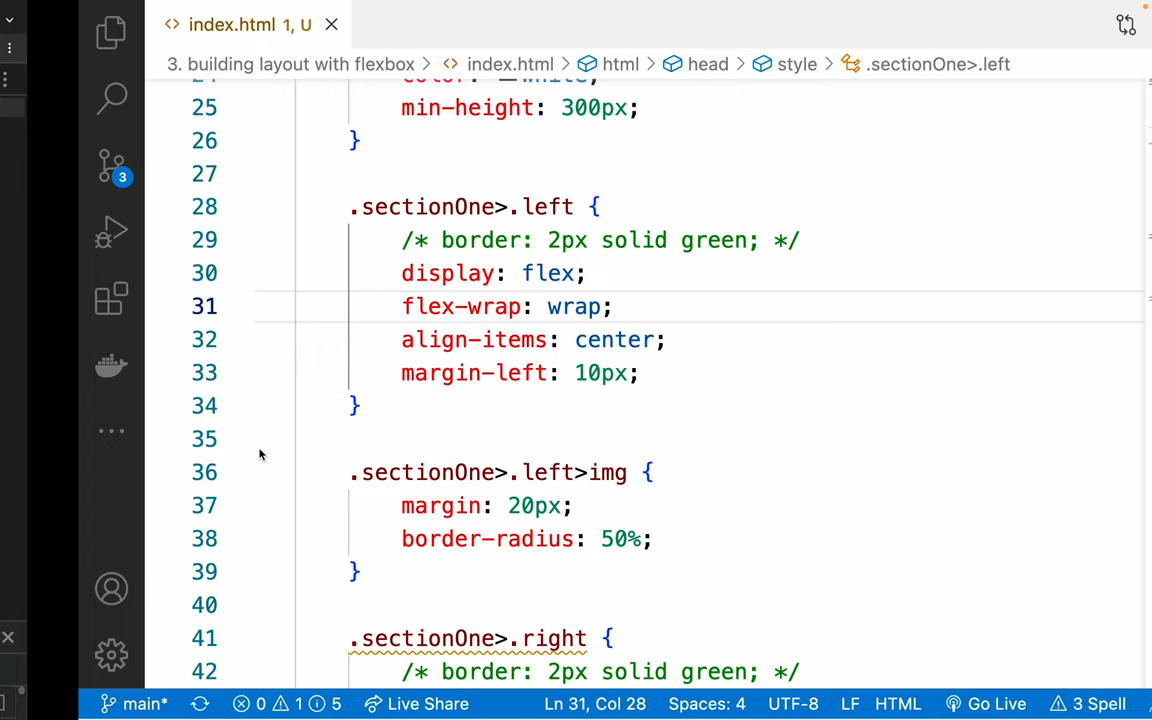 index.html 1, U
3. building layout with flexbox > index.html > html > head > style > .sectionOne>.left
24 color: white;
25 min-height: 300px;
26 }
27
28 .sectionOne>.left {
29 /* border: 2px solid green; */
30 display: flex;
31 flex-wrap: wrap;
32 align-items: center;
33 margin-left: 10px;
34 }
35
36 .sectionOne>.left>img {
37 margin: 20px;
38 border-radius: 50%;
39 }
40
41 .sectionOne>.right {
42 /* border: 2px solid green; */
3
main* 0 1 5 Live Share Ln 31, Col 28 Spaces: 4 UTF-8 LF HTML Go Live 3 Spell